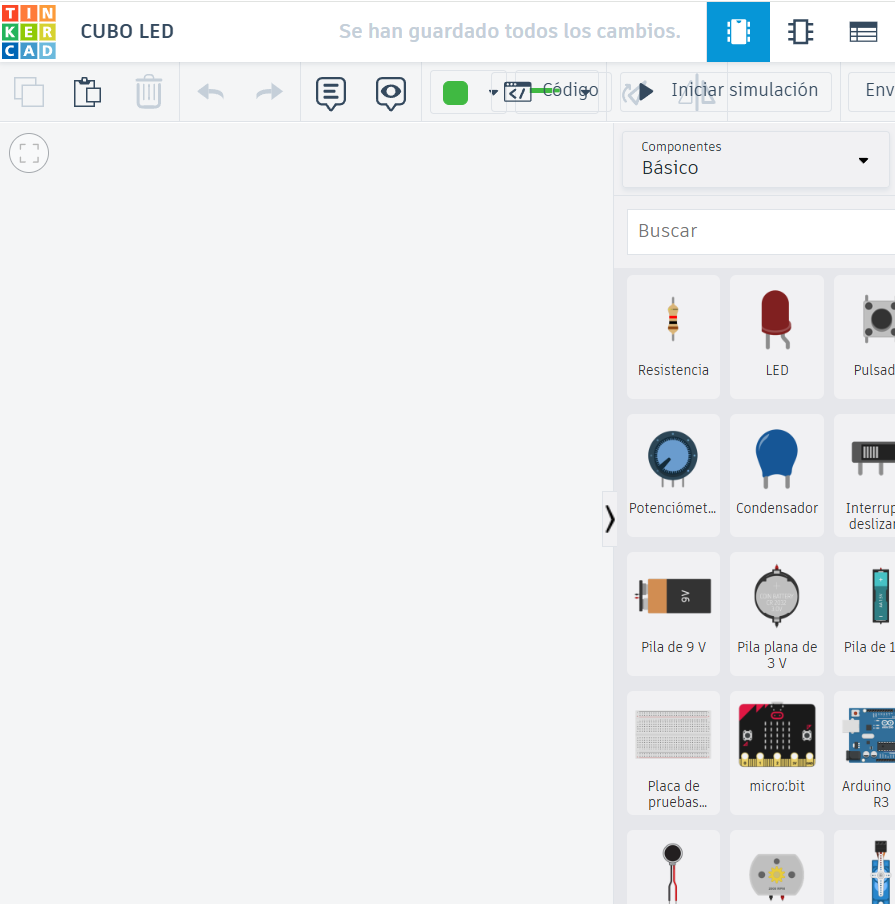 TIN
KER
CAD
CUBO LED
Se han guardado todos los cambios.
Código
Iniciar simulación
Env
Componentes
Básico
Buscar
Resistencia
LED
Pulsad
Potenciómet...
Condensador
Interrup
deslizar
9V
Pila de 9 V
Pila plana de
3 V
Pila de 1
Placa de
pruebas...
micro:bit
Arduino
R3